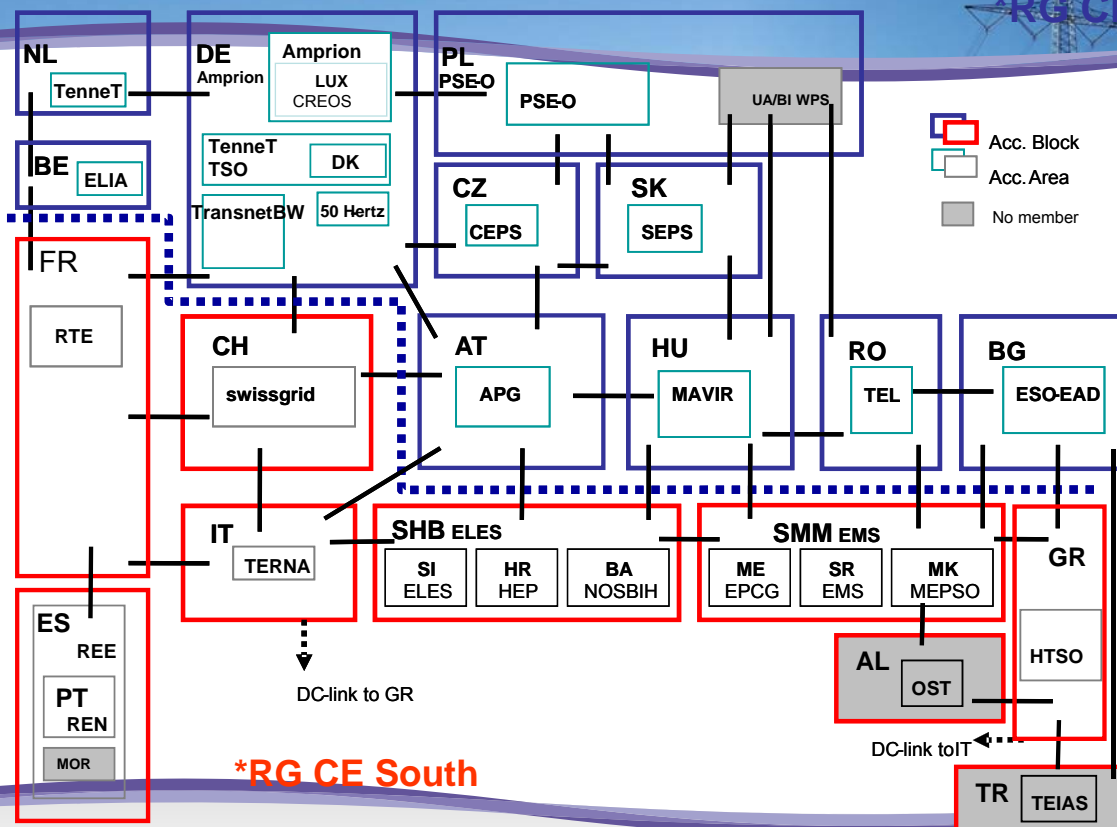 *RG CE
NL
TenneT
DE
Amprion
Amprion
LUX
CREOS
TenneT
TSO
DK
TransnetBW
50 Hertz
PL
PSE-O
PSE-O
UA/BI WPS
Acc. Block
Acc. Area
No member
BE
ELIA
CZ
CEPS
SK
SEPS
FR
RTE
CH
swissgrid
AT
APG
HU
MAVIR
RO
TEL
BG
ESO-EAD
IT
TERNA
SHB ELES
SI
ELES
HR
HEP
BA
NOSBIH
SMM EMS
ME
EPCG
SR
EMS
MK
MEPSO
GR
HTSO
ES
REE
PT
REN
MOR
DC-link to GR
AL
OST
DC-link toIT
*RG CE South
TR
TEIAS